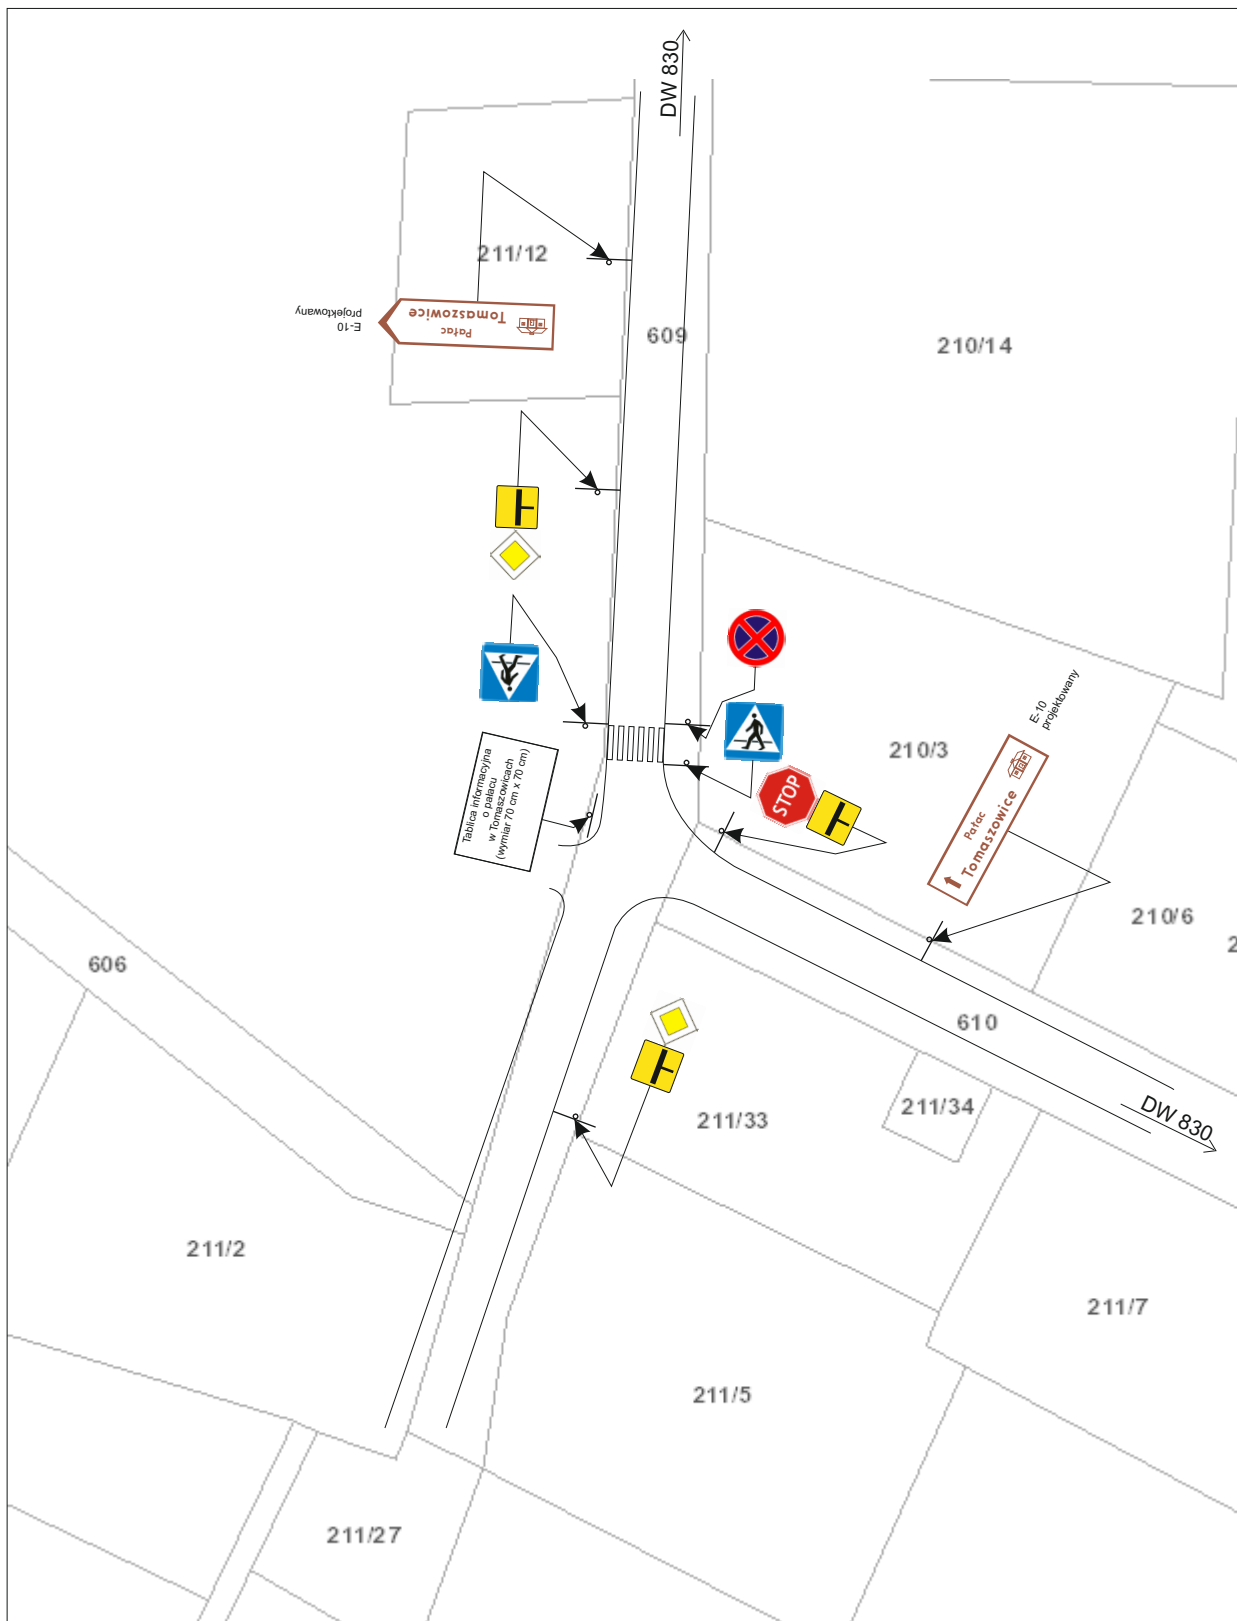 DW 830
211/12
E-10
projektowany
Pałac
Tomaszowice
609
210/14
E-10
projektowany
210/3
Tablica informacyjna
o pałacu
w Tomaszowicach
(wymiar 70 cm x 70 cm)
STOP
Pałac
Tomaszowice
210/6
2
606
610
211/33
211/34
DW 830
211/2
211/7
211/5
211/27